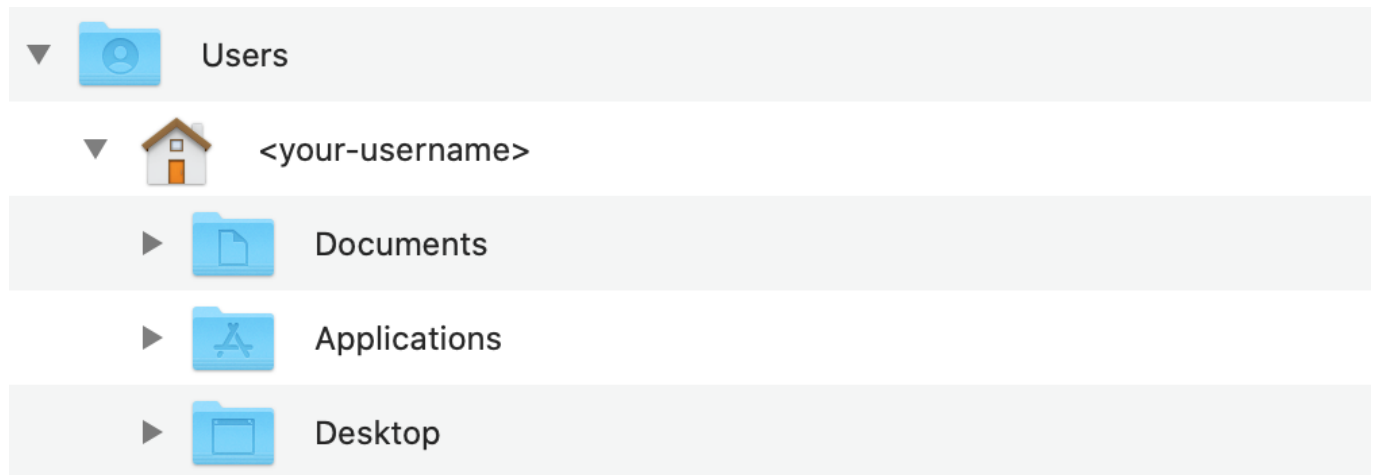 Users
<your-username>
Documents
Applications
Desktop